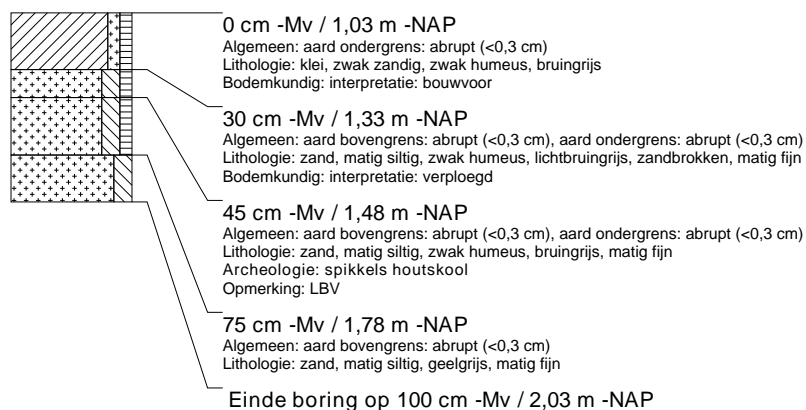 0 cm -Mv / 1,03 m -NAP
Algemeen: aard ondergrens: abrupt (<0,3 cm)
Lithologie: klei, zwak zandig, zwak humeus, bruingrijs
Bodemkundig: interpretatie: bouwvoor
30 cm -Mv / 1,33 m -NAP
Algemeen: aard bovengrens: abrupt (<0,3 cm), aard ondergrens: abrupt (<0,3 cm)
Lithologie: zand, matig siltig, zwak humeus, lichtbruingrijs, zandbrokken, matig fijn
Bodemkundig: interpretatie: verploegd
45 cm -Mv / 1,48 m -NAP
Algemeen: aard bovengrens: abrupt (<0,3 cm), aard ondergrens: abrupt (<0,3 cm)
Lithologie: zand, matig siltig, zwak humeus, bruingrijs, matig fijn
Archeologie: spikkels houtskool
Opmerking: LBV
75 cm -Mv / 1,78 m -NAP
Algemeen: aard bovengrens: abrupt (<0,3 cm)
Lithologie: zand, matig siltig, geelgrijs, matig fijn
Einde boring op 100 cm -Mv / 2,03 m -NAP